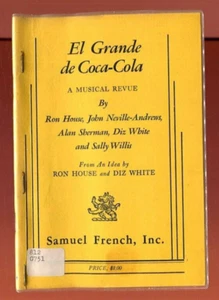 El Grande
de Coca-Cola
A MUSICAL REVUE
By
Ron House, John Neville-Andrews,
Alan Sherman, Diz White
and Sally Willis
From An Idea by
RON HOUSE and DIZ WHITE
Samuel French, Inc.
PRICE,